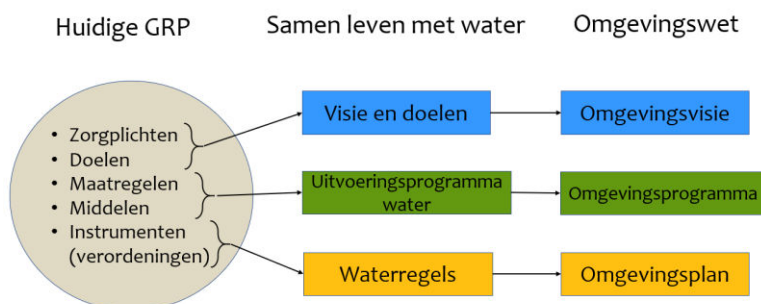 Huidige GRP
Samen leven met water
Omgevingswet
• Zorgplichten
• Doelen
• Maatregelen
• Middelen
• Instrumenten
(verordeningen)
Visie en doelen
Omgevingsvisie
Uitvoeringsprogramma
water
Omgevingsprogramma
Waterregels
Omgevingsplan